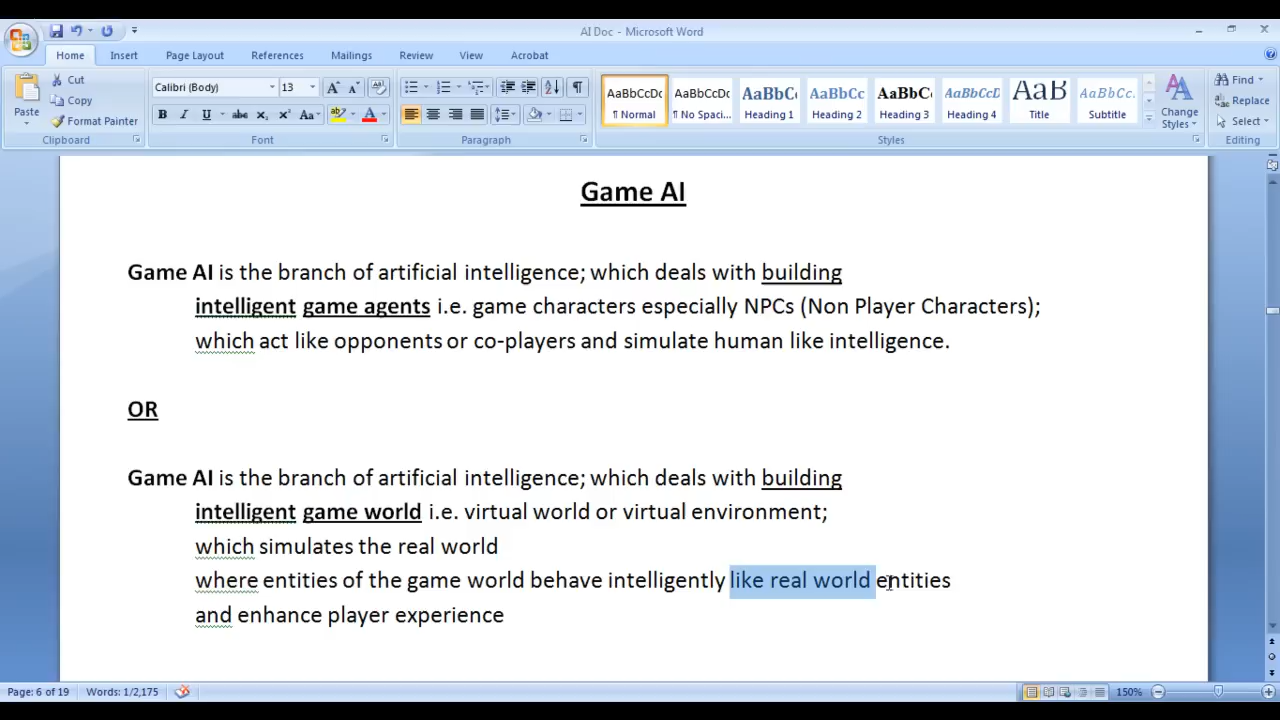 AI Doc - Microsoft Word
Home Insert Page Layout References Mailings Review View Acrobat
Paste
Cut
Copy
Format Painter
Clipboard
Calibri (Body) 13
Font
Paragraph
AaBbCcDc AaBbCcDc AaBbC AaBbCc AaBbC AaBbCcD AaB AaBbCc.
¶ Normal ¶ No Spaci... Heading 1 Heading 2 Heading 3 Heading 4 Title Subtitle
Styles
Change Styles
Find
Replace
Select
Editing
Game AI
Game AI is the branch of artificial intelligence; which deals with building
intelligent game agents i.e. game characters especially NPCs (Non Player Characters);
which act like opponents or co-players and simulate human like intelligence.
OR
Game AI is the branch of artificial intelligence; which deals with building
intelligent game world i.e. virtual world or virtual environment;
which simulates the real world
where entities of the game world behave intelligently like real world entities
and enhance player experience
Page: 6 of 19 Words: 1/2,175 150%